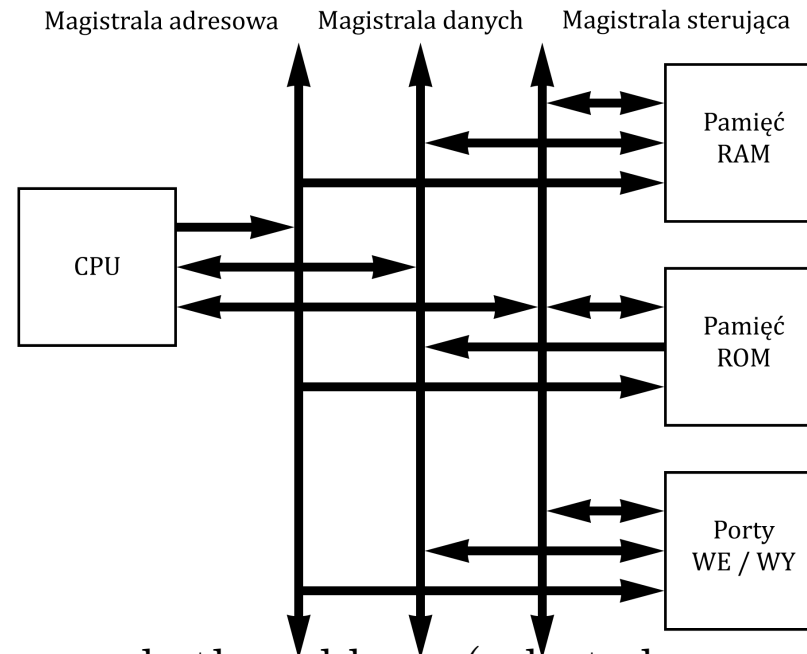 Magistrala adresowa Magistrala danych Magistrala sterująca
Pamięć
RAM
CPU
Pamięć
ROM
Porty
WE / WY